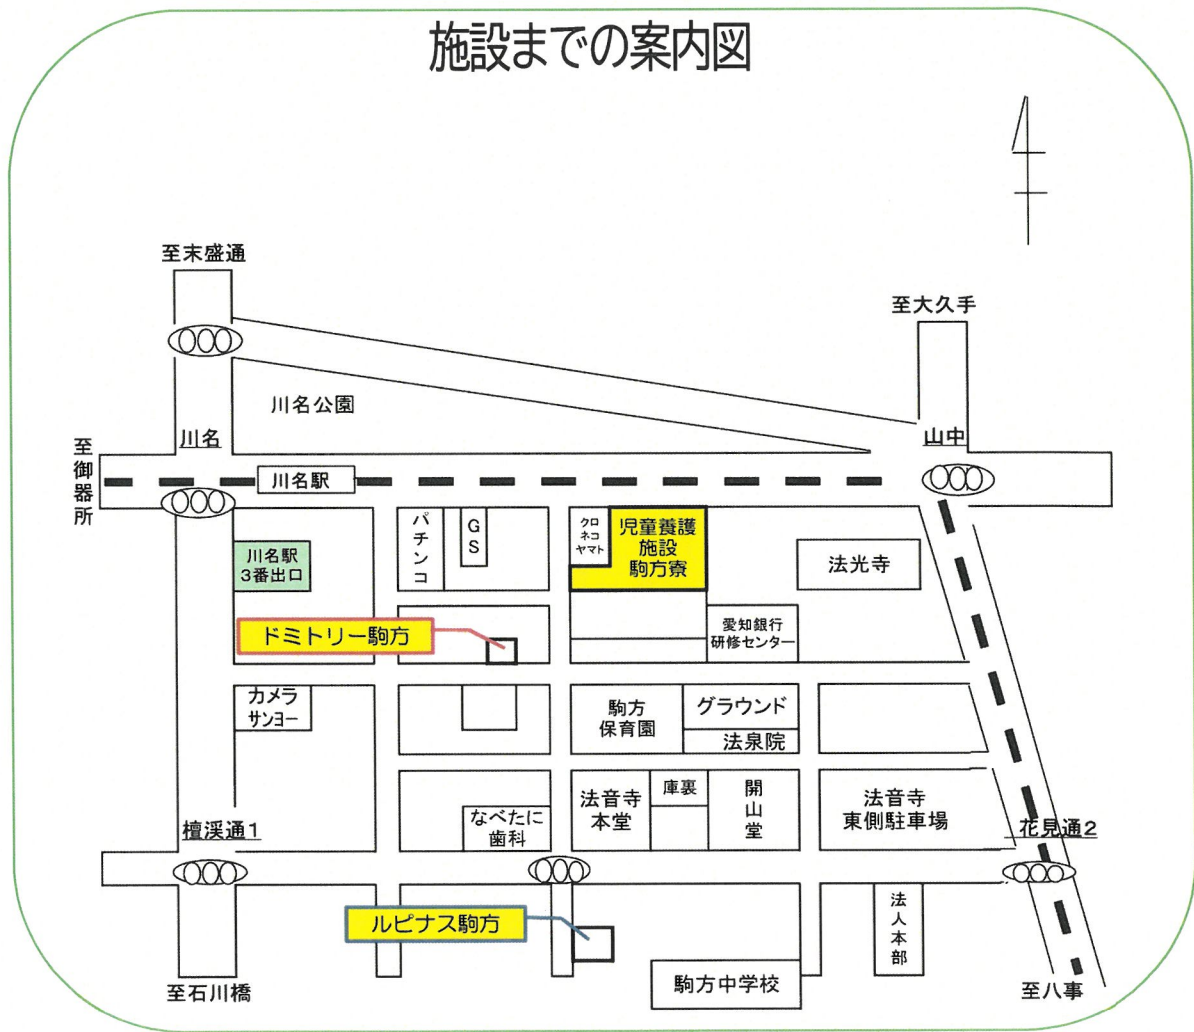 施設までの案内図
至末盛通
至大久手
川名公園
川名
山中
至御器所
川名駅
パチンコ
GS
クロ
ネコ
ヤマト
児童養護
施設
駒方寮
川名駅
3番出口
法光寺
ドミトリー駒方
愛知銀行
研修センター
カメラ
サンヨー
駒方
保育園
グラウンド
法泉院
なべたに
歯科
法音寺
本堂
庫裏
開山堂
法音寺
東側駐車場
檀渓通1
花見通2
ルピナス駒方
法人本部
駒方中学校
至石川橋
至八事